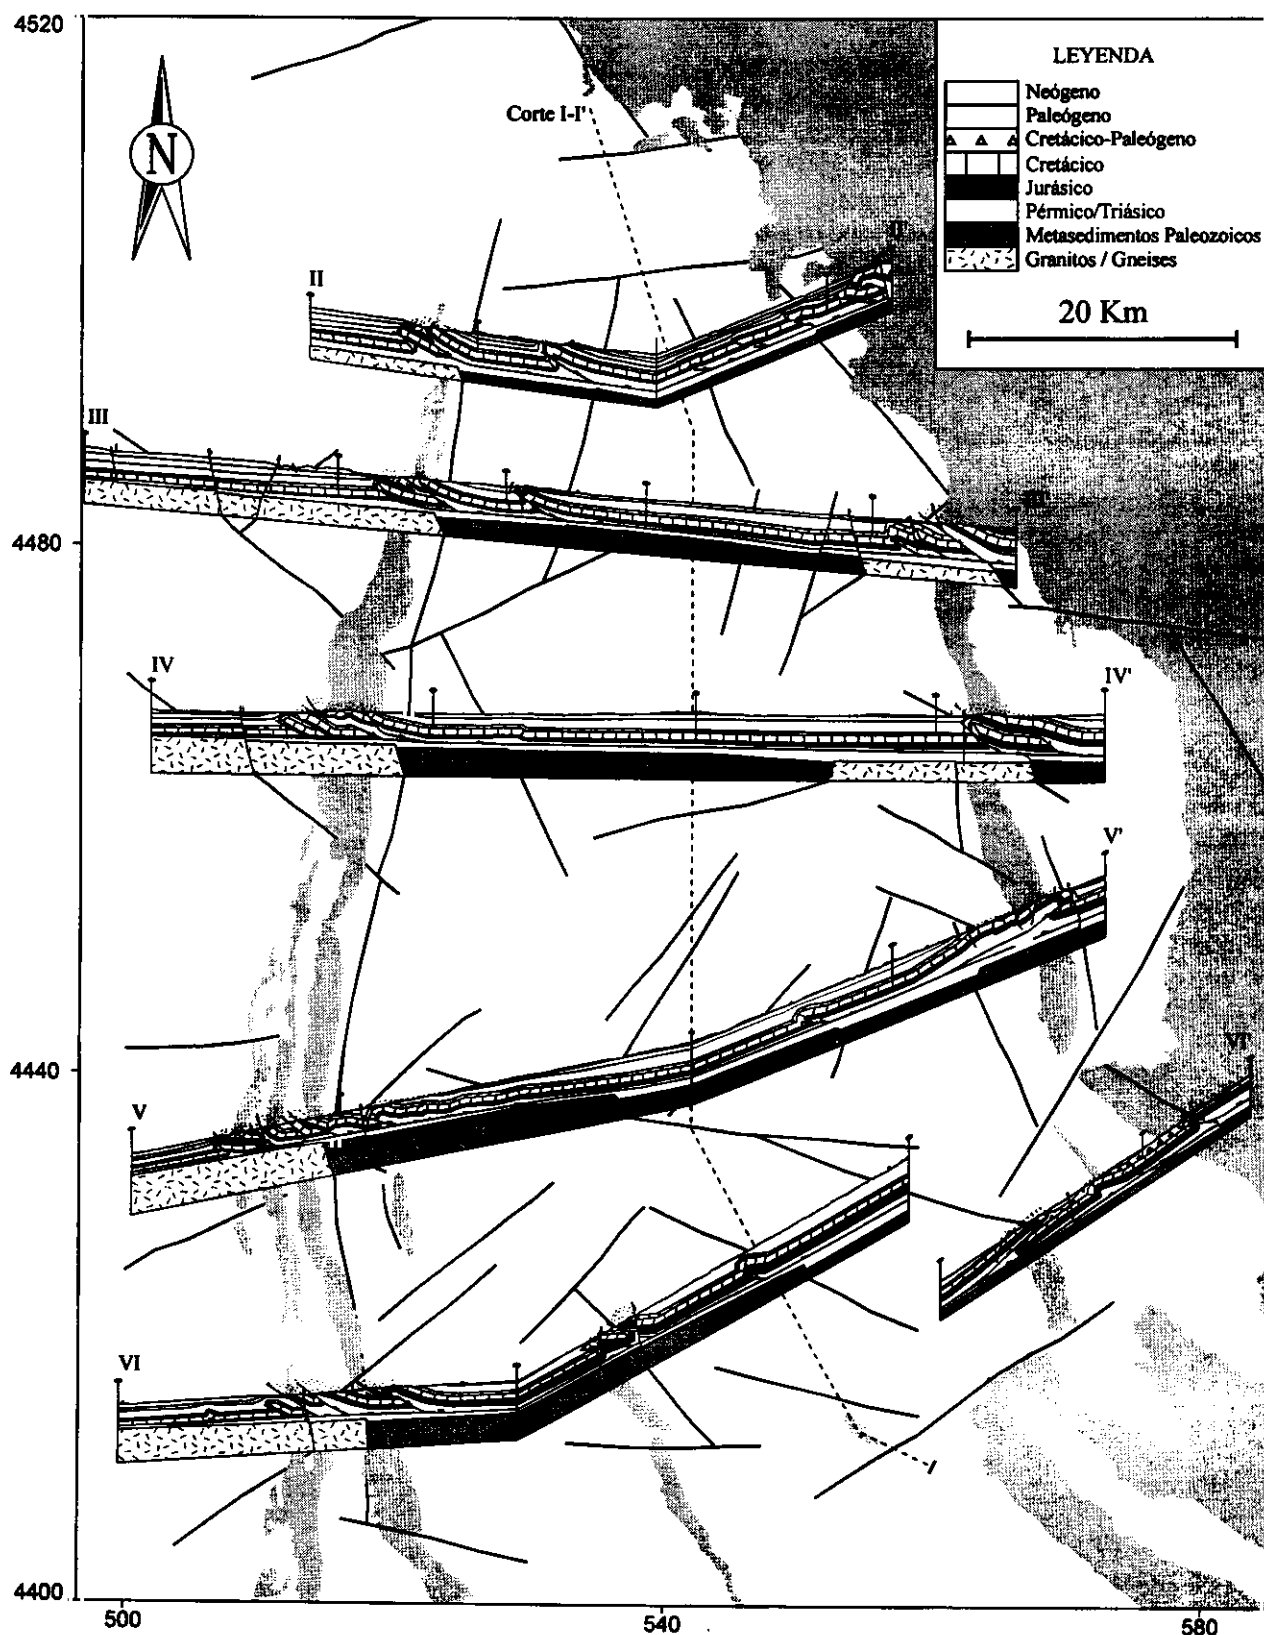 4520
LEYENDA
Neógeno
Paleógeno
Cretácico-Paleógeno
Cretácico
Jurásico
Pérmico/Triásico
Metasedimentos Paleozoicos
Granitos / Gneises
20 Km
N
Corte I-I'
II
III
4480
IV
IV'
V'
4440
V
VI'
VI
I
4400
500
540
580